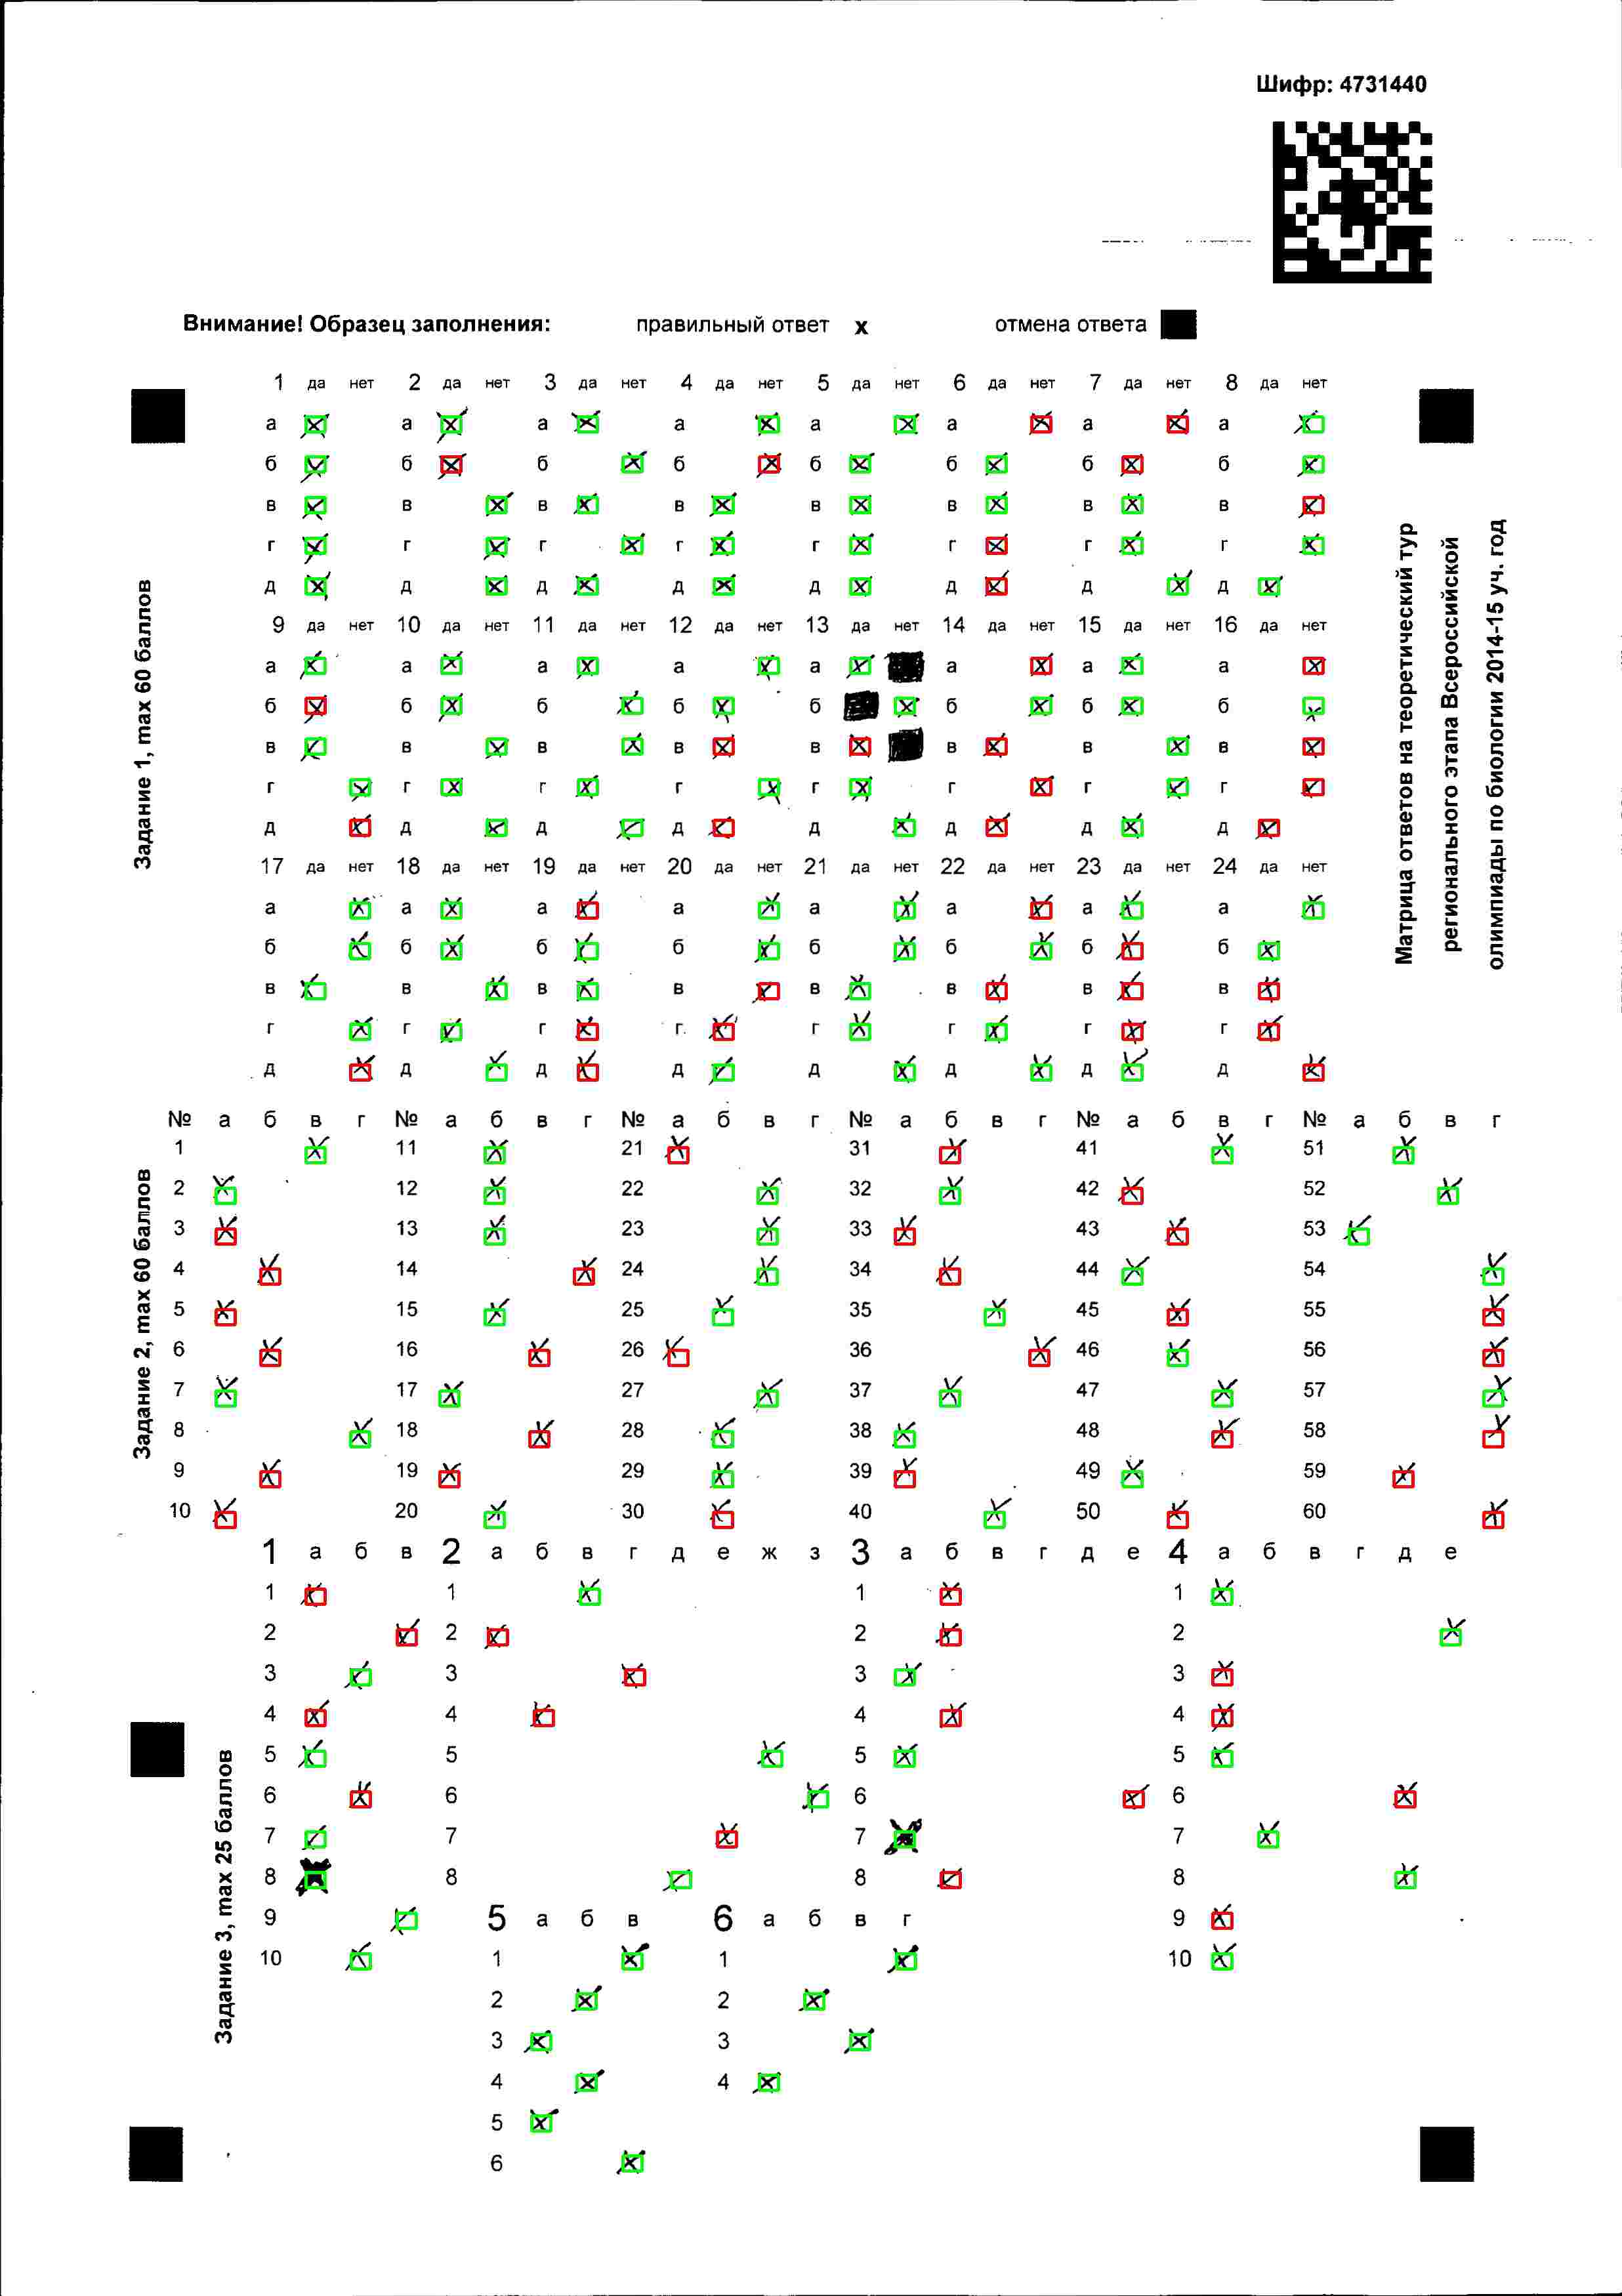 Шифр: 4731440
Внимание! Образец заполнения: правильный ответ x отмена ответа
Матрица ответов на теоретический тур
регионального этапа Всероссийской
олимпиады по биологии 2014-15 уч. год
Задание 1, max 60 баллов
1 да нет 2 да нет 3 да нет 4 да нет 5 да нет 6 да нет 7 да нет 8 да нет
а а а а а а а а
б б б б б б б б
в в в в в в в в
г г г г г г г г
д д д д д д д д
9 да нет 10 да нет 11 да нет 12 да нет 13 да нет 14 да нет 15 да нет 16 да нет
а а а а а а а а
б б б б б б б б
в в в в в в в в
г г г г г г г г
д д д д д д д д
17 да нет 18 да нет 19 да нет 20 да нет 21 да нет 22 да нет 23 да нет 24 да нет
а а а а а а а а
б б б б б б б б
в в в в в в в в
г г г г г г г г
д д д д д д д д
Задание 2, max 60 баллов
№ а б в г № а б в г № а б в г № а б в г № а б в г № а б в г
1 11 21 31 41 51
2 12 22 32 42 52
3 13 23 33 43 53
4 14 24 34 44 54
5 15 25 35 45 55
6 16 26 36 46 56
7 17 27 37 47 57
8 18 28 38 48 58
9 19 29 39 49 59
10 20 30 40 50 60
Задание 3, max 25 баллов
1 а б в 2 а б в г д е ж з 3 а б в г д е 4 а б в г д е
1 1 1 1
2 2 2 2
3 3 3 3
4 4 4 4
5 5 5 5
6 6 6 6
7 7 7 7
8 8 8 8
9 5 а б в 6 а б в г 9
10 1 1 10
2 2
3 3
4 4
5
6